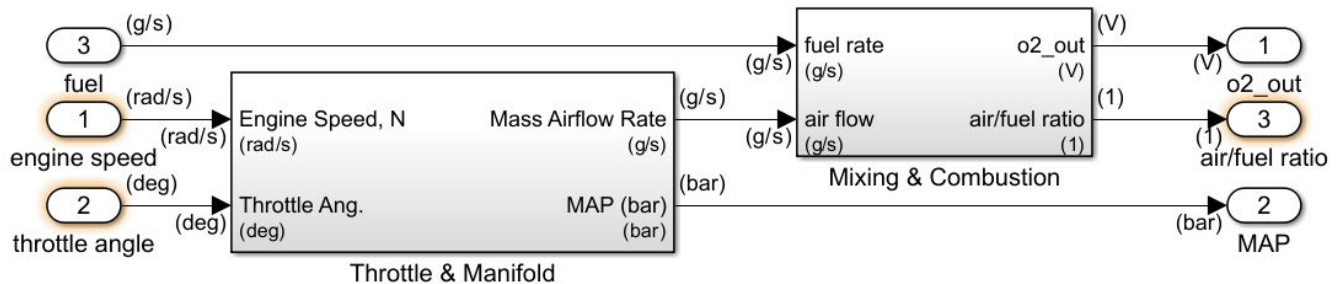 (g/s)
3
fuel
(g/s)
fuel rate
(g/s)
o2_out
(V)
(V)
(V)
1
o2_out
(rad/s)
1
engine speed
(rad/s)
Engine Speed, N
(rad/s)
Mass Airflow Rate
(g/s)
(g/s)
(g/s)
air flow
(g/s)
air/fuel ratio
(1)
(1)
(1)
3
air/fuel ratio
Mixing & Combustion
(deg)
2
throttle angle
(deg)
Throttle Ang.
(deg)
MAP (bar)
(bar)
(bar)
(bar)
2
MAP
Throttle & Manifold